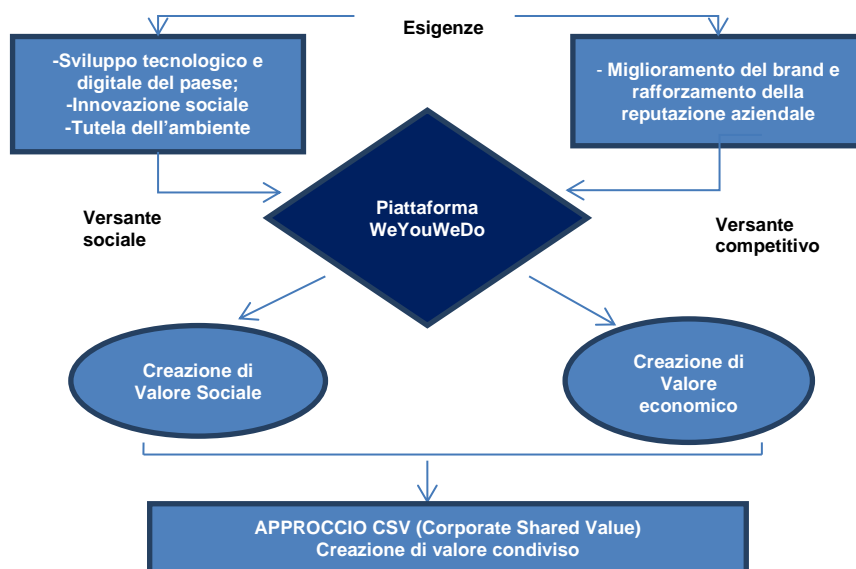 Esigenze
-Sviluppo tecnologico e
digitale del paese;
-Innovazione sociale
-Tutela dell'ambiente
- Miglioramento del brand e
rafforzamento della
reputazione aziendale
Piattaforma
WeYouWeDo
Versante
sociale
Versante
competitivo
Creazione di
Valore Sociale
Creazione di
Valore
economico
APPROCCIO CSV (Corporate Shared Value)
Creazione di valore condiviso